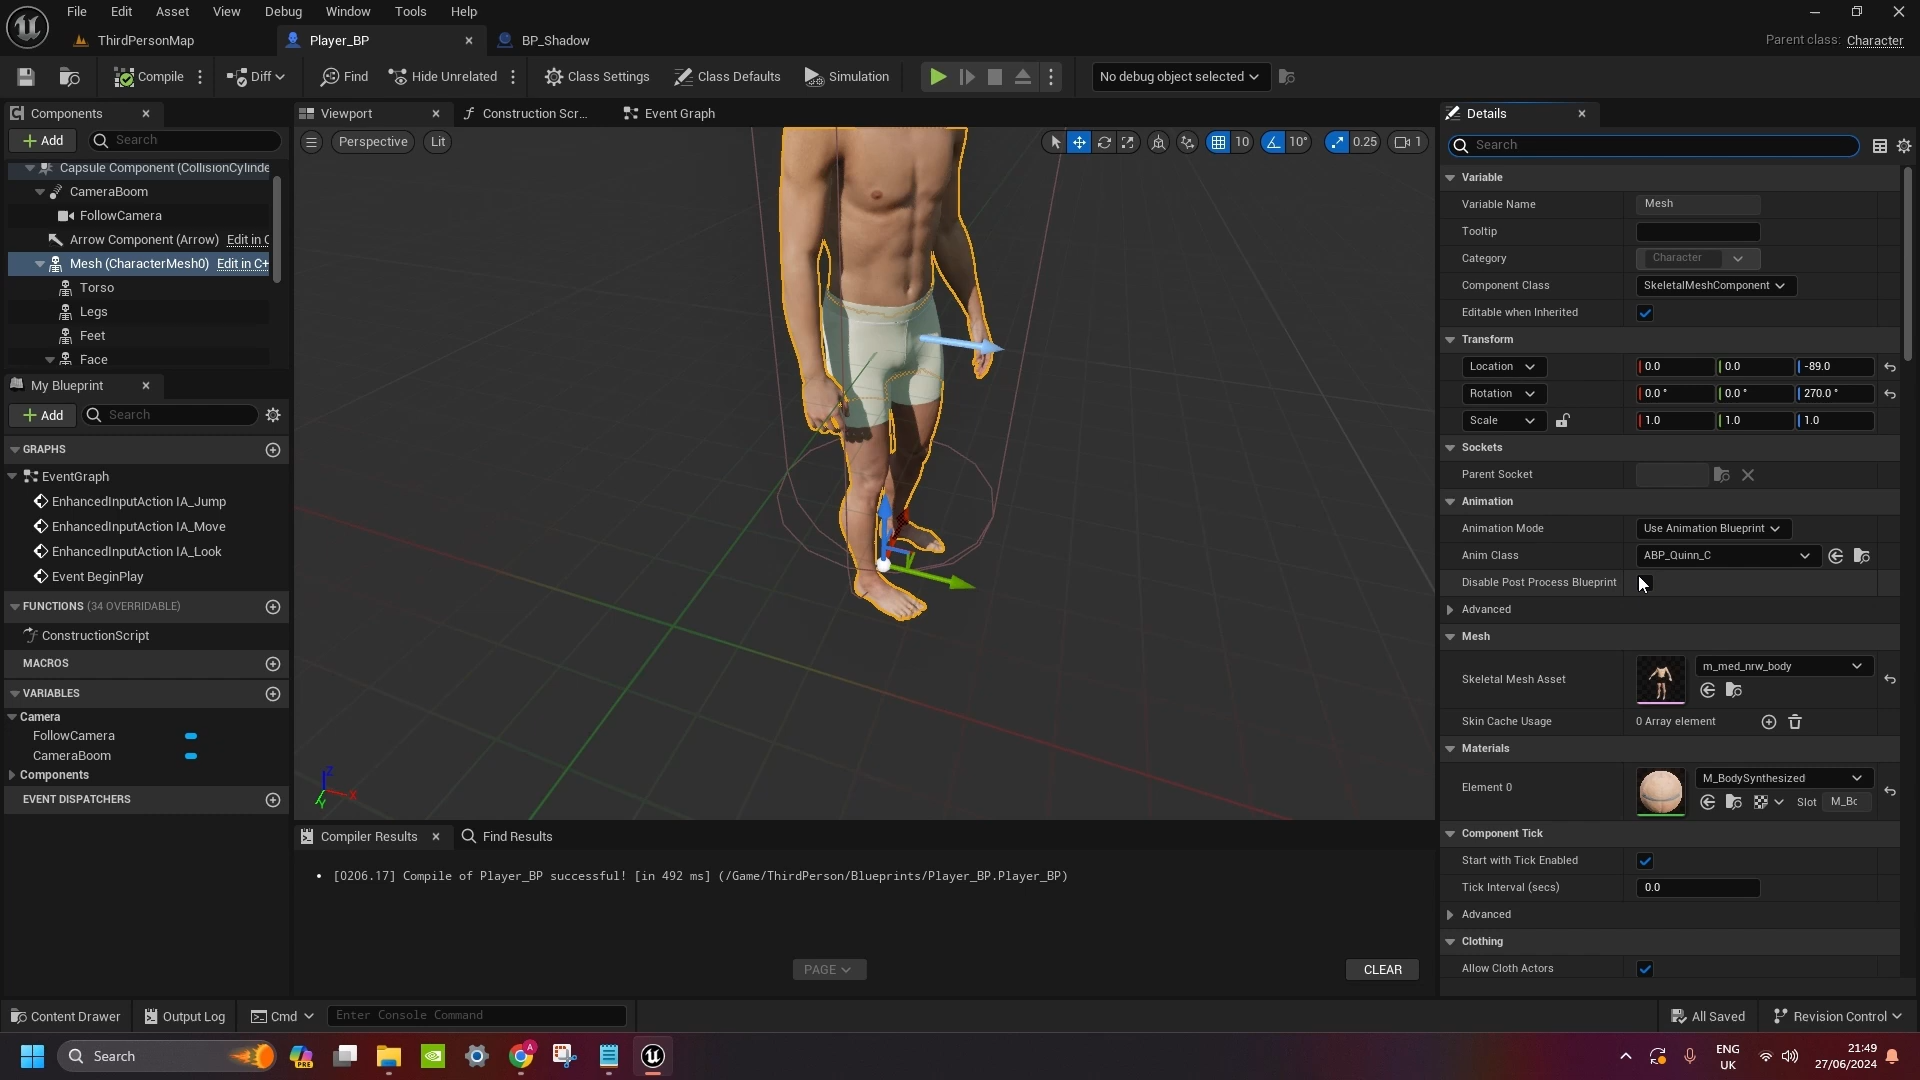 File Edit Asset View Debug Window Tools Help
ThirdPersonMap
Player_BP
BP_Shadow
Parent class: Character
Compile
Diff
Find
Hide Unrelated
Class Settings
Class Defaults
Simulation
No debug object selected
Components
Add
Search
Capsule Component (CollisionCylinde
CameraBoom
FollowCamera
Arrow Component (Arrow) Edit in C
Mesh (CharacterMesh0) Edit in C+
Torso
Legs
Feet
Face
My Blueprint
Add
Search
GRAPHS
EventGraph
EnhancedInputAction IA_Jump
EnhancedInputAction IA_Move
EnhancedInputAction IA_Look
Event BeginPlay
FUNCTIONS (34 OVERRIDABLE)
ConstructionScript
MACROS
VARIABLES
Camera
FollowCamera
CameraBoom
Components
EVENT DISPATCHERS
Viewport
Construction Scr...
Event Graph
Perspective
Lit
10
10°
0.25
1
Z
X
Y
Compiler Results
Find Results
• [0206.17] Compile of Player_BP successful! [in 492 ms] (/Game/ThirdPerson/Blueprints/Player_BP.Player_BP)
PAGE
CLEAR
Details
Search
Variable
Variable Name Mesh
Tooltip
Category Character
Component Class SkeletalMeshComponent
Editable when Inherited
Transform
Location 0.0 0.0 -89.0
Rotation 0.0 ° 0.0 ° 270.0 °
Scale 1.0 1.0 1.0
Sockets
Parent Socket
Animation
Animation Mode Use Animation Blueprint
Anim Class ABP_Quinn_C
Disable Post Process Blueprint
Advanced
Mesh
Skeletal Mesh Asset m_med_nrw_body
Skin Cache Usage 0 Array element
Materials
Element 0 M_BodySynthesized
Slot M_Bc
Component Tick
Start with Tick Enabled
Tick Interval (secs) 0.0
Advanced
Clothing
Allow Cloth Actors
Content Drawer
Output Log
Cmd
Enter Console Command
All Saved
Revision Control
Search
PRE
A
ENG
UK
21:49
27/06/2024